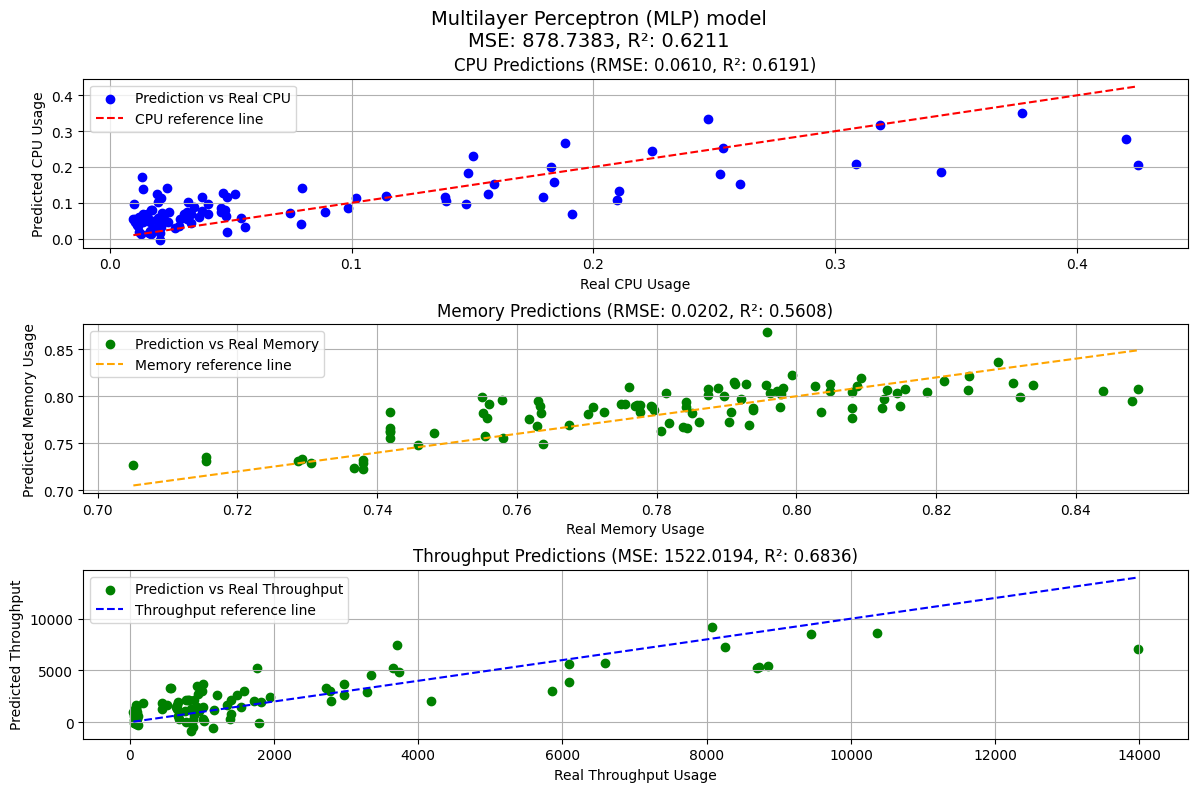 Multilayer Perceptron (MLP) model
MSE: 878.7383, R²: 0.6211
CPU Predictions (RMSE: 0.0610, R²: 0.6191)
Prediction vs Real CPU
CPU reference line
Predicted CPU Usage
0.4
0.3
0.2
0.1
0.0
0.0 0.1 0.2 0.3 0.4
Real CPU Usage
Memory Predictions (RMSE: 0.0202, R²: 0.5608)
Prediction vs Real Memory
Memory reference line
Predicted Memory Usage
0.85
0.80
0.75
0.70
0.70 0.72 0.74 0.76 0.78 0.80 0.82 0.84
Real Memory Usage
Throughput Predictions (MSE: 1522.0194, R²: 0.6836)
Prediction vs Real Throughput
Throughput reference line
Predicted Throughput
10000
5000
0
0 2000 4000 6000 8000 10000 12000 14000
Real Throughput Usage